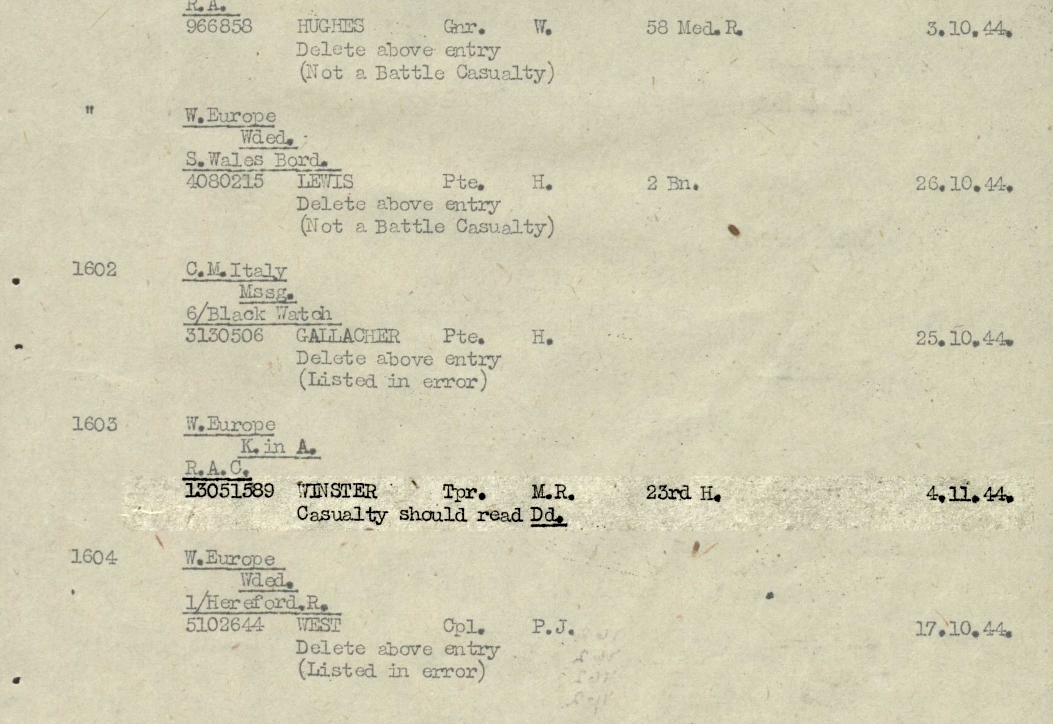 R.A.
966858 HUGHES Gnr. W. 58 Med.R. 3.10.44.
Delete above entry
(Not a Battle Casualty)
" W.Europe
Wded.
S.Wales Bord.
4080215 LEWIS Pte. H. 2 Bn. 26.10.44.
Delete above entry
(Not a Battle Casualty)
1602 C.M.Italy
Mssg.
6/Black Watch
3130506 GALLACHER Pte. H. 25.10.44.
Delete above entry
(Listed in error)
1603 W.Europe
K.in A.
R.A.C.
13051589 WINSTER Tpr. M.R. 23rd H. 4.11.44.
Casualty should read Dd.
1604 W.Europe
Wded.
1/Hereford.R.
5102644 WEST Cpl. P.J. 17.10.44.
Delete above entry
(Listed in error)